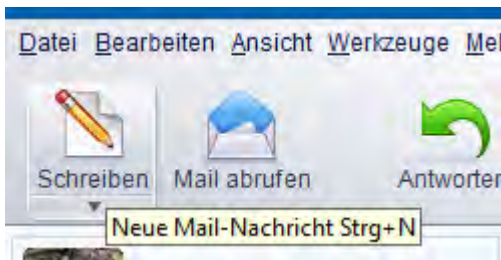 Datei Bearbeiten Ansicht Werkzeuge
Schreiben Mail abrufen Antworten
Neue Mail-Nachricht Strg+N